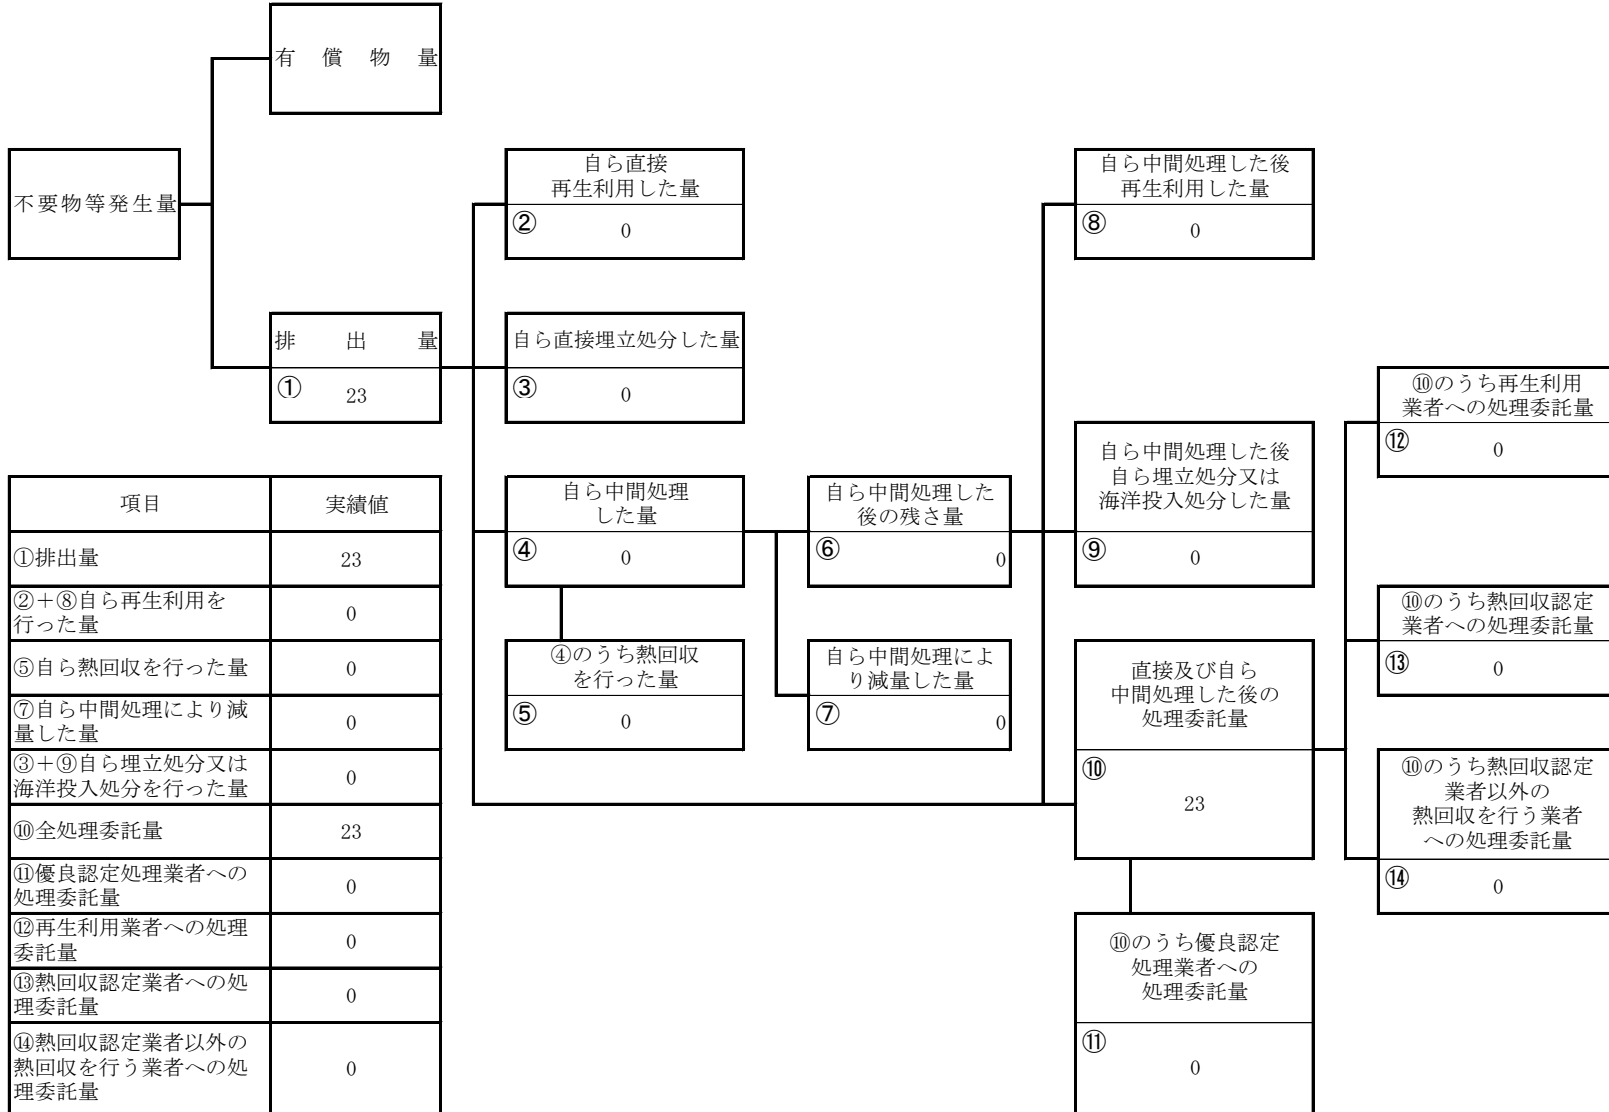 有償物量
不要物等発生量
排出量
①
23
自ら直接
再生利用した量
②
0
自ら直接埋立処分した量
③
0
自ら中間処理
した量
④
0
④のうち熱回収
を行った量
⑤
0
自ら中間処理した
後の残さ量
⑥
0
自ら中間処理によ
り減量した量
⑦
0
自ら中間処理した後
再生利用した量
⑧
0
自ら中間処理した後
自ら埋立処分又は
海洋投入処分した量
⑨
0
直接及び自ら
中間処理した後の
処理委託量
⑩
23
⑩のうち優良認定
処理業者への
処理委託量
⑪
0
⑩のうち再生利用
業者への処理委託量
⑫
0
⑩のうち熱回収認定
業者への処理委託量
⑬
0
⑩のうち熱回収認定
業者以外の
熱回収を行う業者
への処理委託量
⑭
0
項目 実績値
①排出量 23
②＋⑧自ら再生利用を
行った量 0
⑤自ら熱回収を行った量 0
⑦自ら中間処理により減
量した量 0
③＋⑨自ら埋立処分又は
海洋投入処分を行った量 0
⑩全処理委託量 23
⑪優良認定処理業者への
処理委託量 0
⑫再生利用業者への処理
委託量 0
⑬熱回収認定業者への処
理委託量 0
⑭熱回収認定業者以外の
熱回収を行う業者への処
理委託量 0